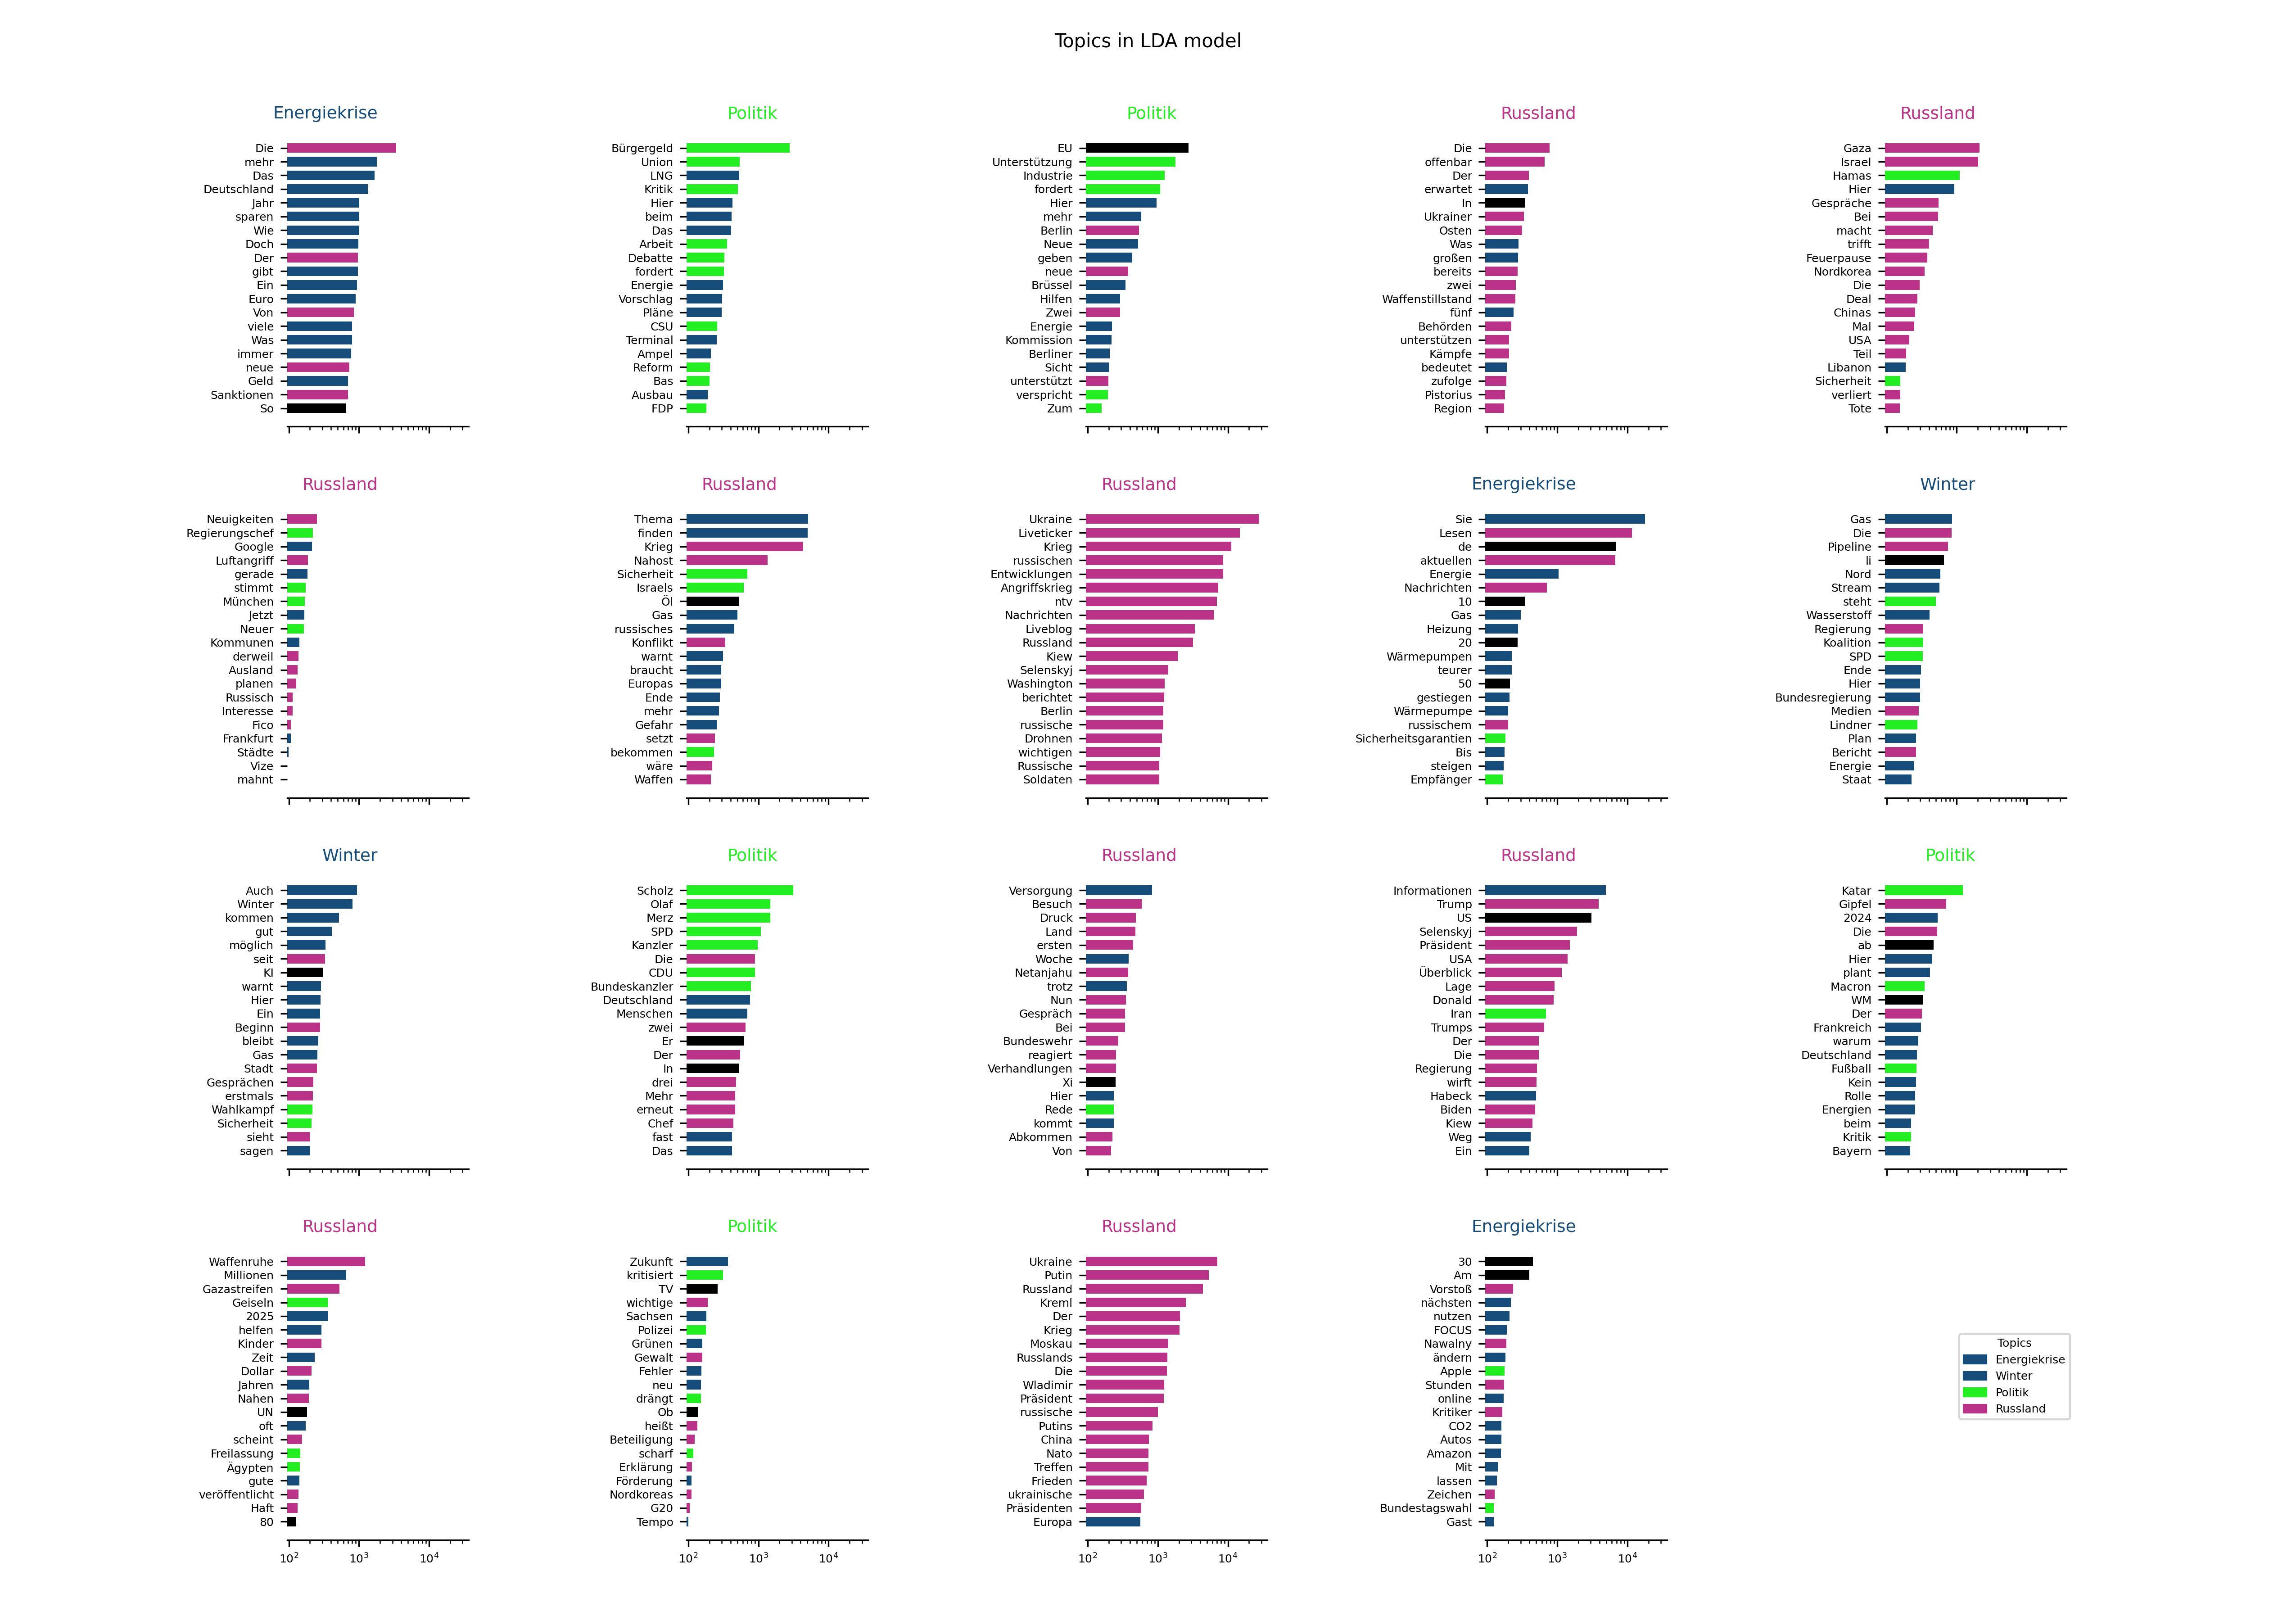 Topics in LDA model
Energiekrise
Die
mehr
Das
Deutschland
Jahr
sparen
Wie
Doch
Der
gibt
Ein
Euro
Von
viele
Was
immer
neue
Geld
Sanktionen
So
Politik
Bürgergeld
Union
LNG
Kritik
Hier
beim
Das
Arbeit
Debatte
fordert
Energie
Vorschlag
Pläne
CSU
Terminal
Ampel
Reform
Bas
Ausbau
FDP
Politik
EU
Unterstützung
Industrie
fordert
Hier
mehr
Berlin
Neue
geben
neue
Brüssel
Hilfen
Zwei
Energie
Kommission
Berliner
Sicht
unterstützt
verspricht
Zum
Russland
Die
offenbar
Der
erwartet
In
Ukrainer
Osten
Was
großen
bereits
zwei
Waffenstillstand
fünf
Behörden
unterstützen
Kämpfe
bedeutet
zufolge
Pistorius
Region
Russland
Gaza
Israel
Hamas
Hier
Gespräche
Bei
macht
trifft
Feuerpause
Nordkorea
Die
Deal
Chinas
Mal
USA
Teil
Libanon
Sicherheit
verliert
Tote
Russland
Neuigkeiten
Regierungschef
Google
Luftangriff
gerade
stimmt
München
Jetzt
Neuer
Kommunen
derweil
Ausland
planen
Russisch
Interesse
Fico
Frankfurt
Städte
Vize
mahnt
Russland
Thema
finden
Krieg
Nahost
Sicherheit
Israels
Öl
Gas
russisches
Konflikt
warnt
braucht
Europas
Ende
mehr
Gefahr
setzt
bekommen
wäre
Waffen
Russland
Ukraine
Liveticker
Krieg
russischen
Entwicklungen
Angriffskrieg
ntv
Nachrichten
Liveblog
Russland
Kiew
Selenskyj
Washington
berichtet
Berlin
russische
Drohnen
wichtigen
Russische
Soldaten
Energiekrise
Sie
Lesen
de
aktuellen
Energie
Nachrichten
10
Gas
Heizung
20
Wärmepumpen
teurer
50
gestiegen
Wärmepumpe
russischem
Sicherheitsgarantien
Bis
steigen
Empfänger
Winter
Gas
Die
Pipeline
li
Nord
Stream
steht
Wasserstoff
Regierung
Koalition
SPD
Ende
Hier
Bundesregierung
Medien
Lindner
Plan
Bericht
Energie
Staat
Winter
Auch
Winter
kommen
gut
möglich
seit
KI
warnt
Hier
Ein
Beginn
bleibt
Gas
Stadt
Gesprächen
erstmals
Wahlkampf
Sicherheit
sieht
sagen
Politik
Scholz
Olaf
Merz
SPD
Kanzler
Die
CDU
Bundeskanzler
Deutschland
Menschen
zwei
Er
Der
In
drei
Mehr
erneut
Chef
fast
Das
Russland
Versorgung
Besuch
Druck
Land
ersten
Woche
Netanjahu
trotz
Nun
Gespräch
Bei
Bundeswehr
reagiert
Verhandlungen
Xi
Hier
Rede
kommt
Abkommen
Von
Russland
Informationen
Trump
US
Selenskyj
Präsident
USA
Überblick
Lage
Donald
Iran
Trumps
Der
Die
Regierung
wirft
Habeck
Biden
Kiew
Weg
Ein
Politik
Katar
Gipfel
2024
Die
ab
Hier
plant
Macron
WM
Der
Frankreich
warum
Deutschland
Fußball
Kein
Rolle
Energien
beim
Kritik
Bayern
Russland
Waffenruhe
Millionen
Gazastreifen
Geiseln
2025
helfen
Kinder
Zeit
Dollar
Jahren
Nahen
UN
oft
scheint
Freilassung
Ägypten
gute
veröffentlicht
Haft
80
10² 10³ 10⁴
Politik
Zukunft
kritisiert
TV
wichtige
Sachsen
Polizei
Grünen
Gewalt
Fehler
neu
drängt
Ob
heißt
Beteiligung
scharf
Erklärung
Förderung
Nordkoreas
G20
Tempo
10² 10³ 10⁴
Russland
Ukraine
Putin
Russland
Kreml
Der
Krieg
Moskau
Russlands
Die
Wladimir
Präsident
russische
Putins
China
Nato
Treffen
Frieden
ukrainische
Präsidenten
Europa
10² 10³ 10⁴
Energiekrise
30
Am
Vorstoß
nächsten
nutzen
FOCUS
Nawalny
ändern
Apple
Stunden
online
Kritiker
CO2
Autos
Amazon
Mit
lassen
Zeichen
Bundestagswahl
Gast
10² 10³ 10⁴
Topics
Energiekrise
Winter
Politik
Russland